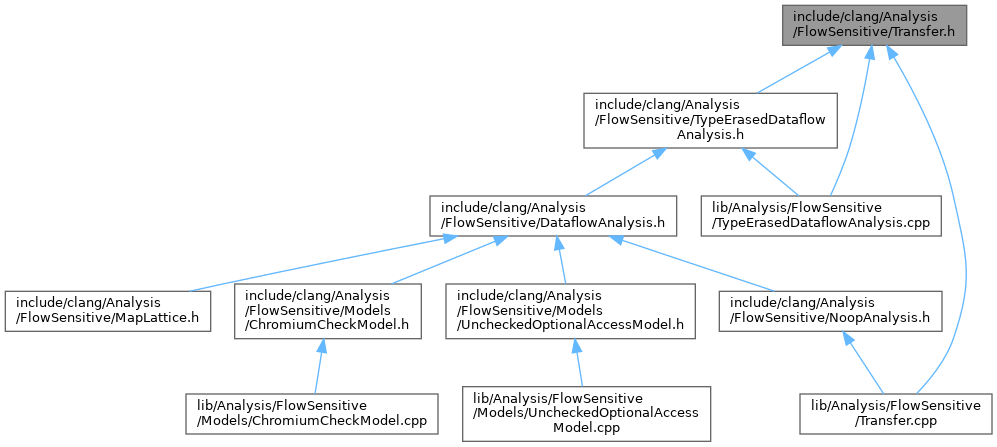 include/clang/Analysis
/FlowSensitive/Transfer.h
include/clang/Analysis
/FlowSensitive/TypeErasedDataflow
Analysis.h
include/clang/Analysis
/FlowSensitive/DataflowAnalysis.h
lib/Analysis/FlowSensitive
/TypeErasedDataflowAnalysis.cpp
include/clang/Analysis
/FlowSensitive/MapLattice.h
include/clang/Analysis
/FlowSensitive/Models
/ChromiumCheckModel.h
include/clang/Analysis
/FlowSensitive/Models
/UncheckedOptionalAccessModel.h
include/clang/Analysis
/FlowSensitive/NoopAnalysis.h
lib/Analysis/FlowSensitive
/Models/ChromiumCheckModel.cpp
lib/Analysis/FlowSensitive
/Models/UncheckedOptionalAccess
Model.cpp
lib/Analysis/FlowSensitive
/Transfer.cpp